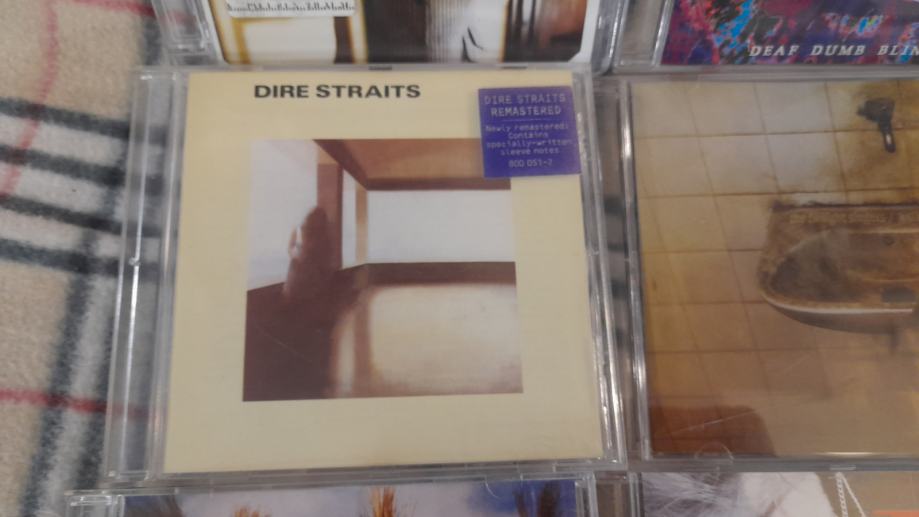 DEAF DUMB BLIN
DIRE STRAITS
DIRE STRAITS
REMASTERED
Newly remastered:
Contains
specially-written
sleeve notes
800 051-2